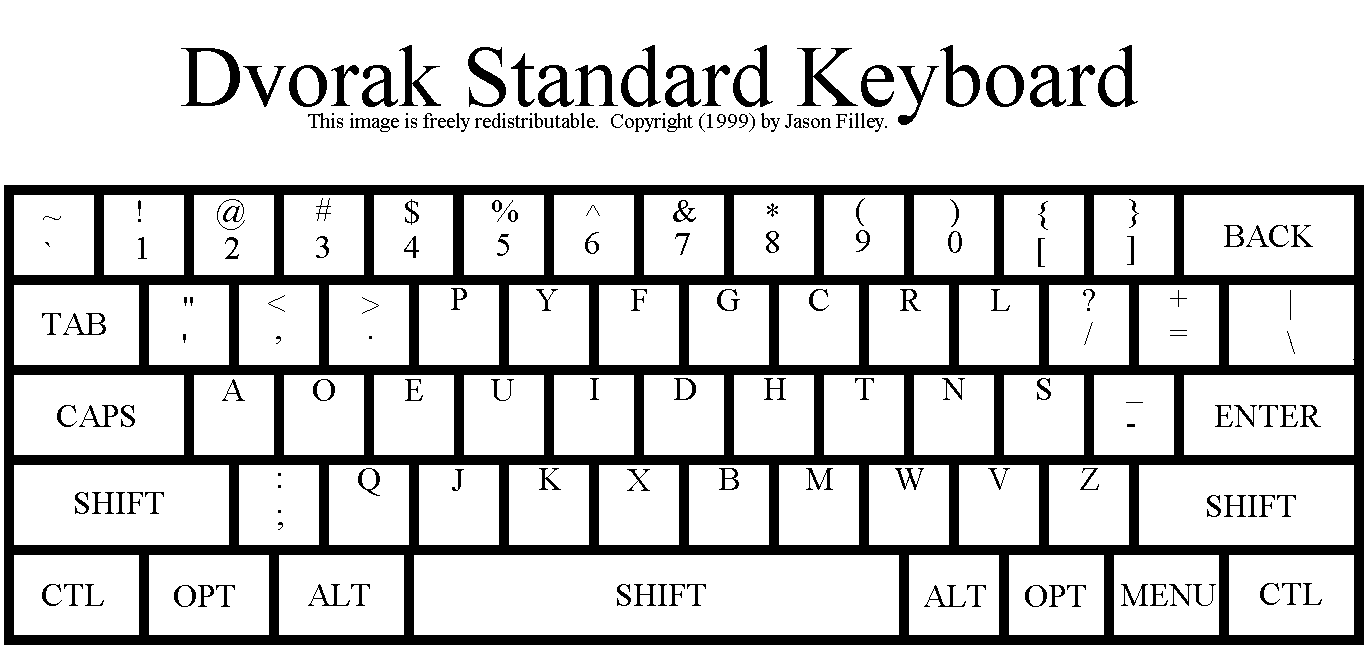 Dvorak Standard Keyboard
This image is freely redistributable. Copyright (1999) by Jason Filley.
~ ! @ # $ % ^ & * ( ) { }
` 1 2 3 4 5 6 7 8 9 0 [ ] BACK
TAB " < > P Y F G C R L ? + |
' , . / = \
CAPS A O E U I D H T N S _ ENTER
-
SHIFT : Q J K X B M W V Z SHIFT
;
CTL OPT ALT SHIFT ALT OPT MENU CTL